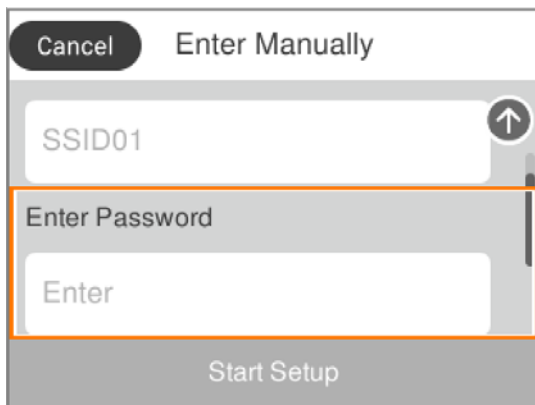 Cancel Enter Manually
SSID01
Enter Password
Enter
Start Setup